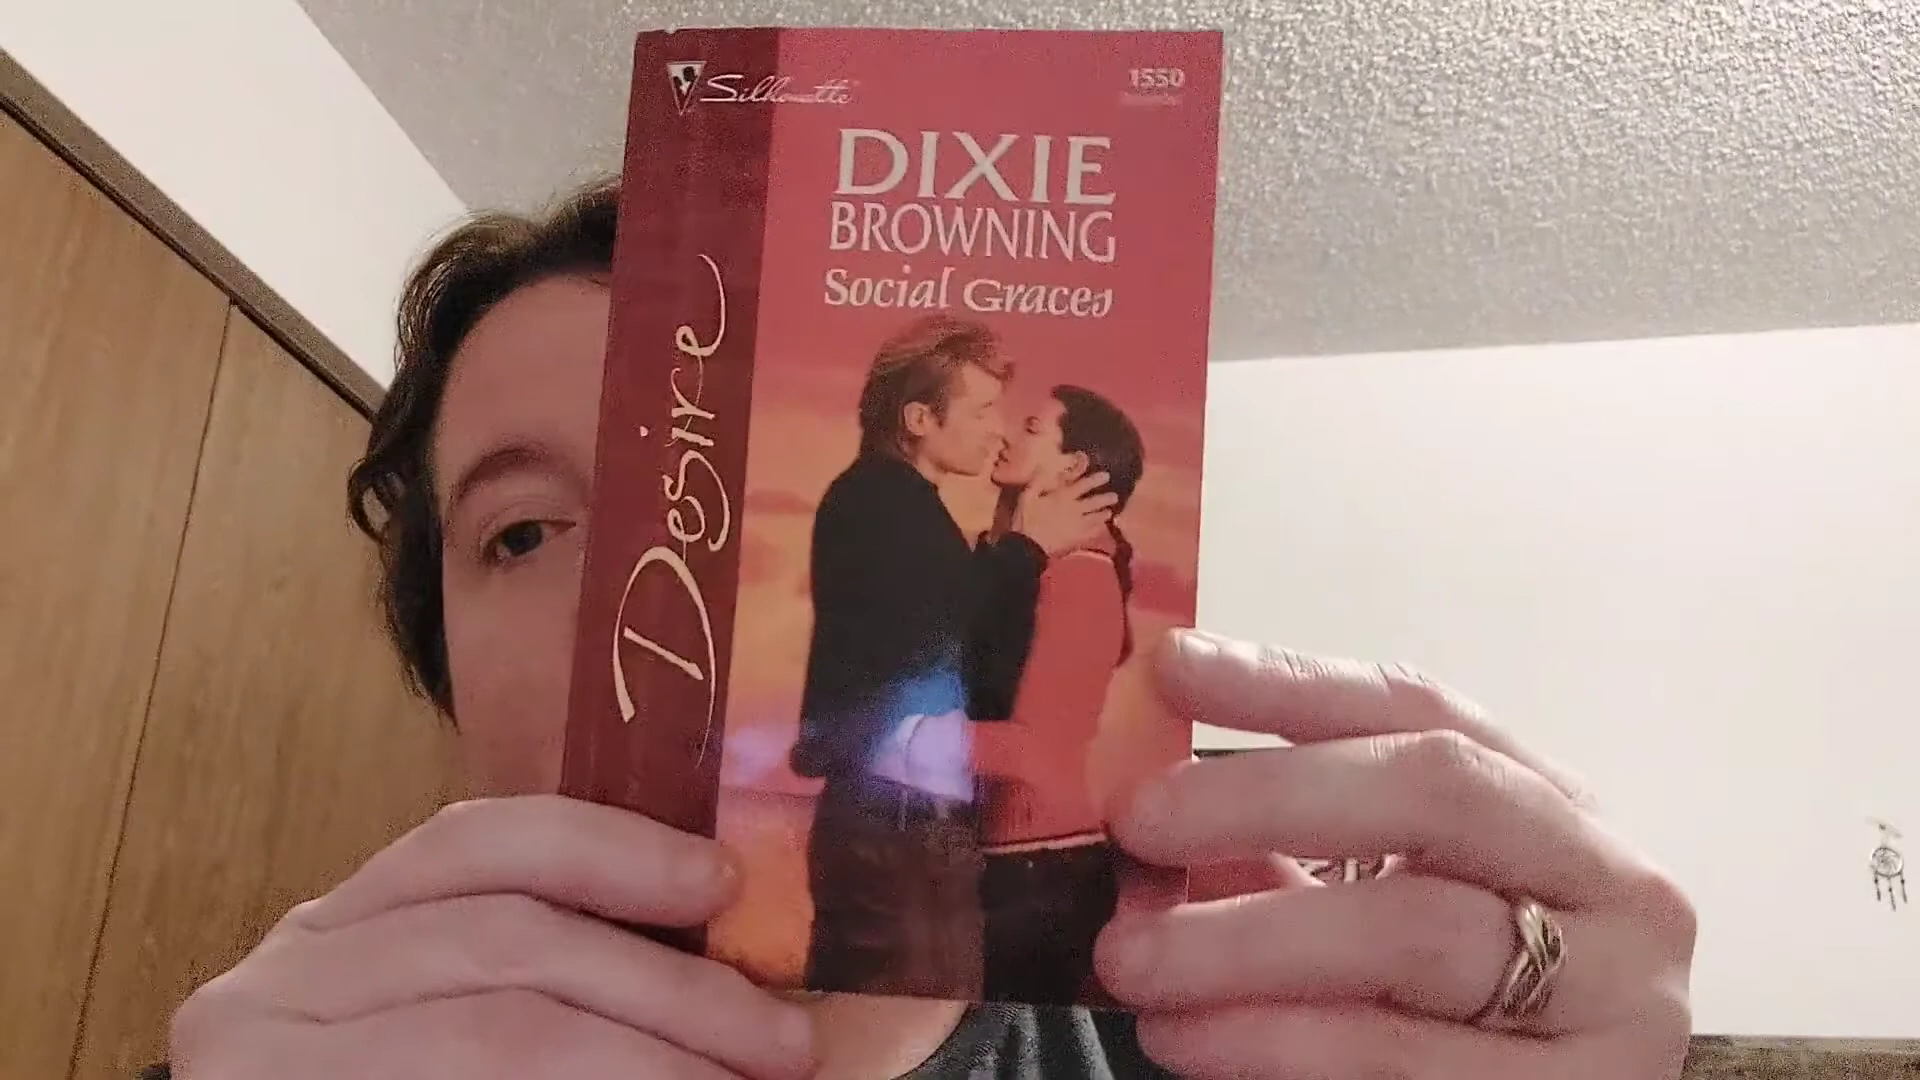 Silhouette
1550
DIXIE
BROWNING
Social Graces
Desire